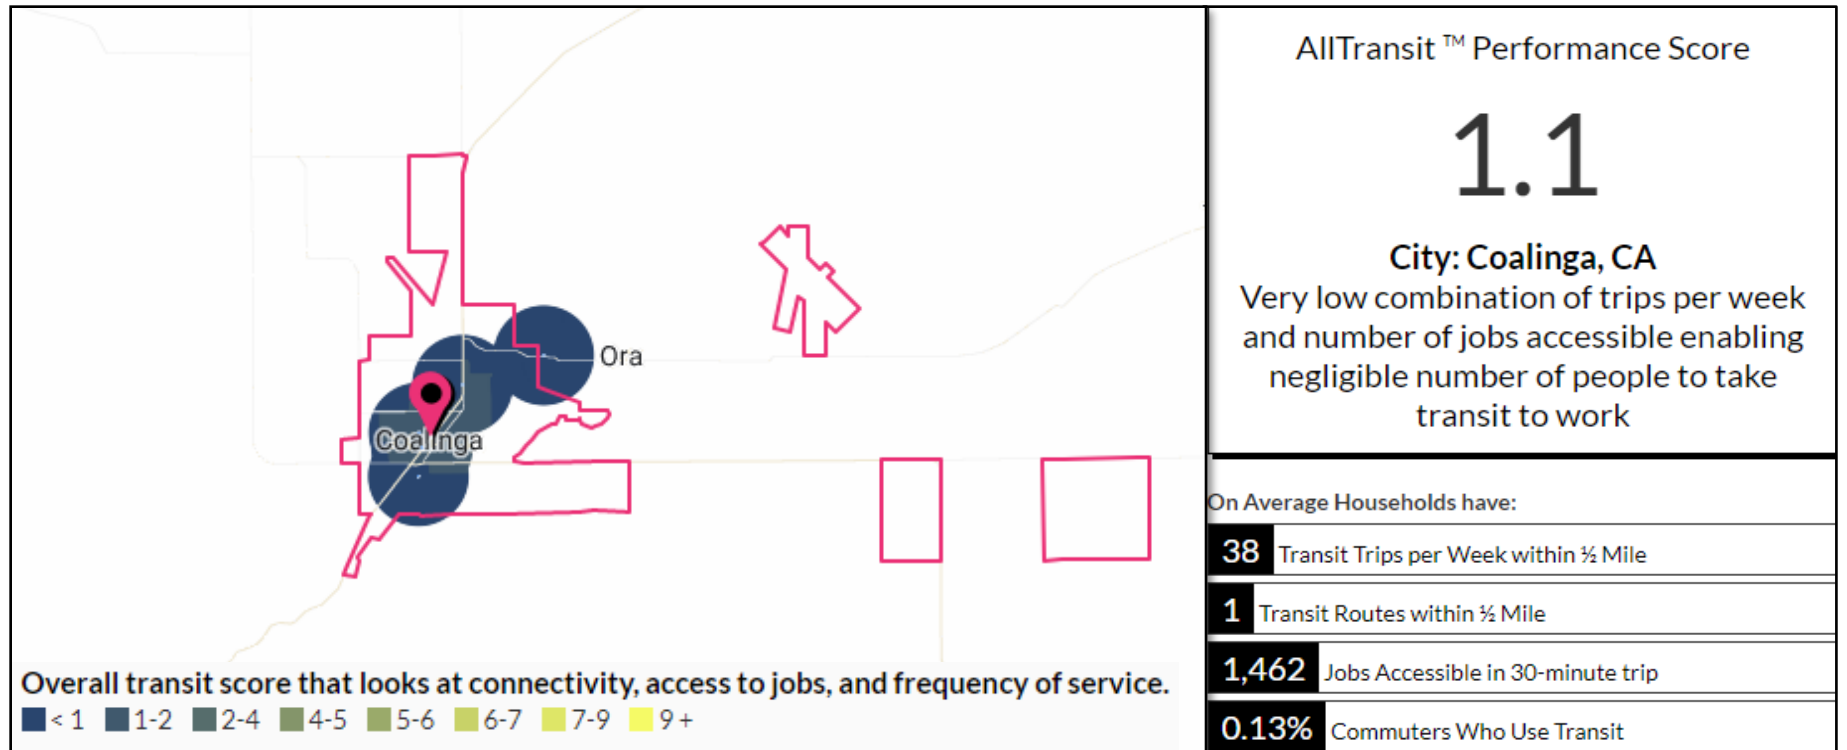 Ora
Coalinga
Overall transit score that looks at connectivity, access to jobs, and frequency of service.
< 1 1-2 2-4 4-5 5-6 6-7 7-9 9 +
AllTransit ™ Performance Score
1.1
City: Coalinga, CA
Very low combination of trips per week
and number of jobs accessible enabling
negligible number of people to take
transit to work
On Average Households have:
38 Transit Trips per Week within ½ Mile
1 Transit Routes within ½ Mile
1,462 Jobs Accessible in 30-minute trip
0.13% Commuters Who Use Transit